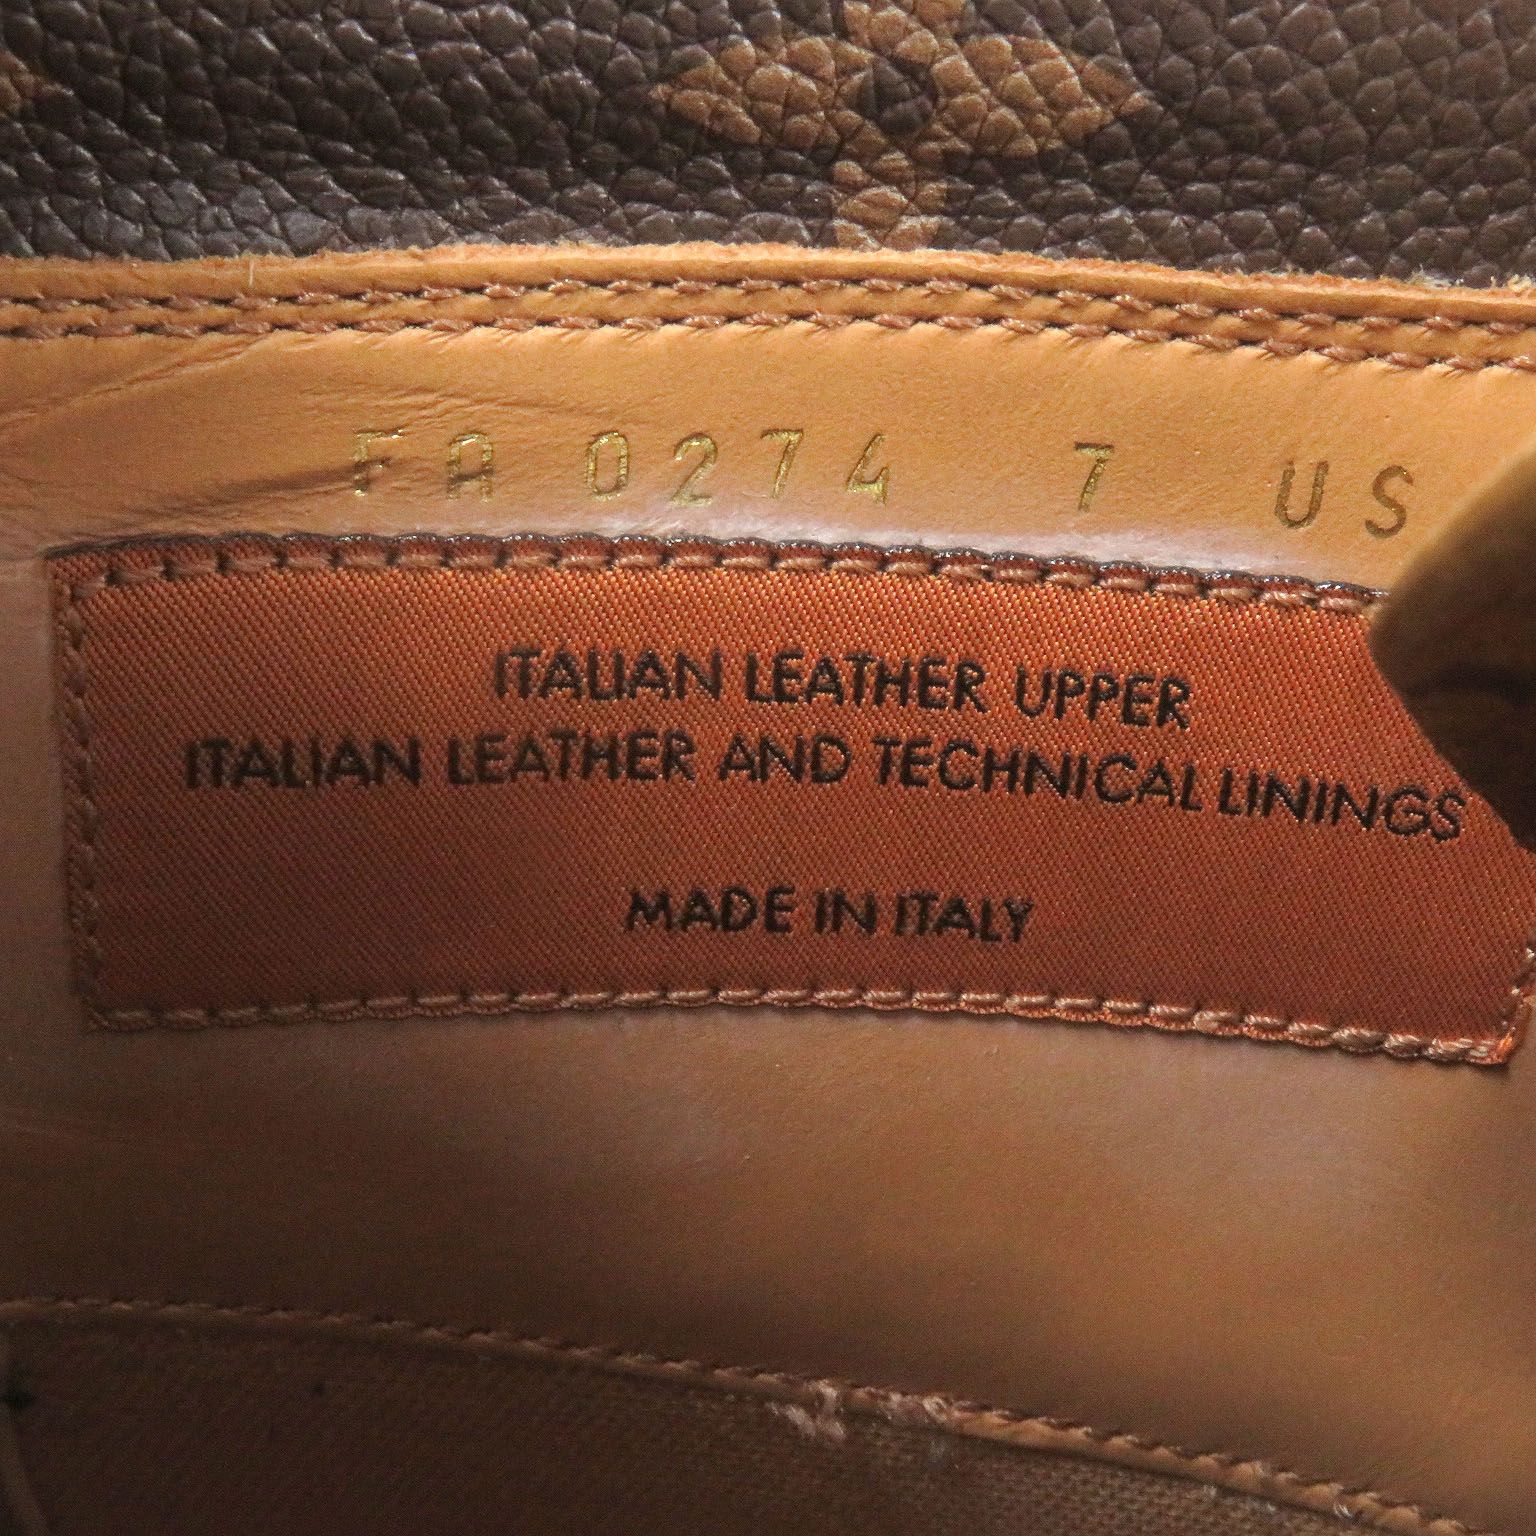 FA 0274 7 US
ITALIAN LEATHER UPPER
ITALIAN LEATHER AND TECHNICAL LININGS
MADE IN ITALY